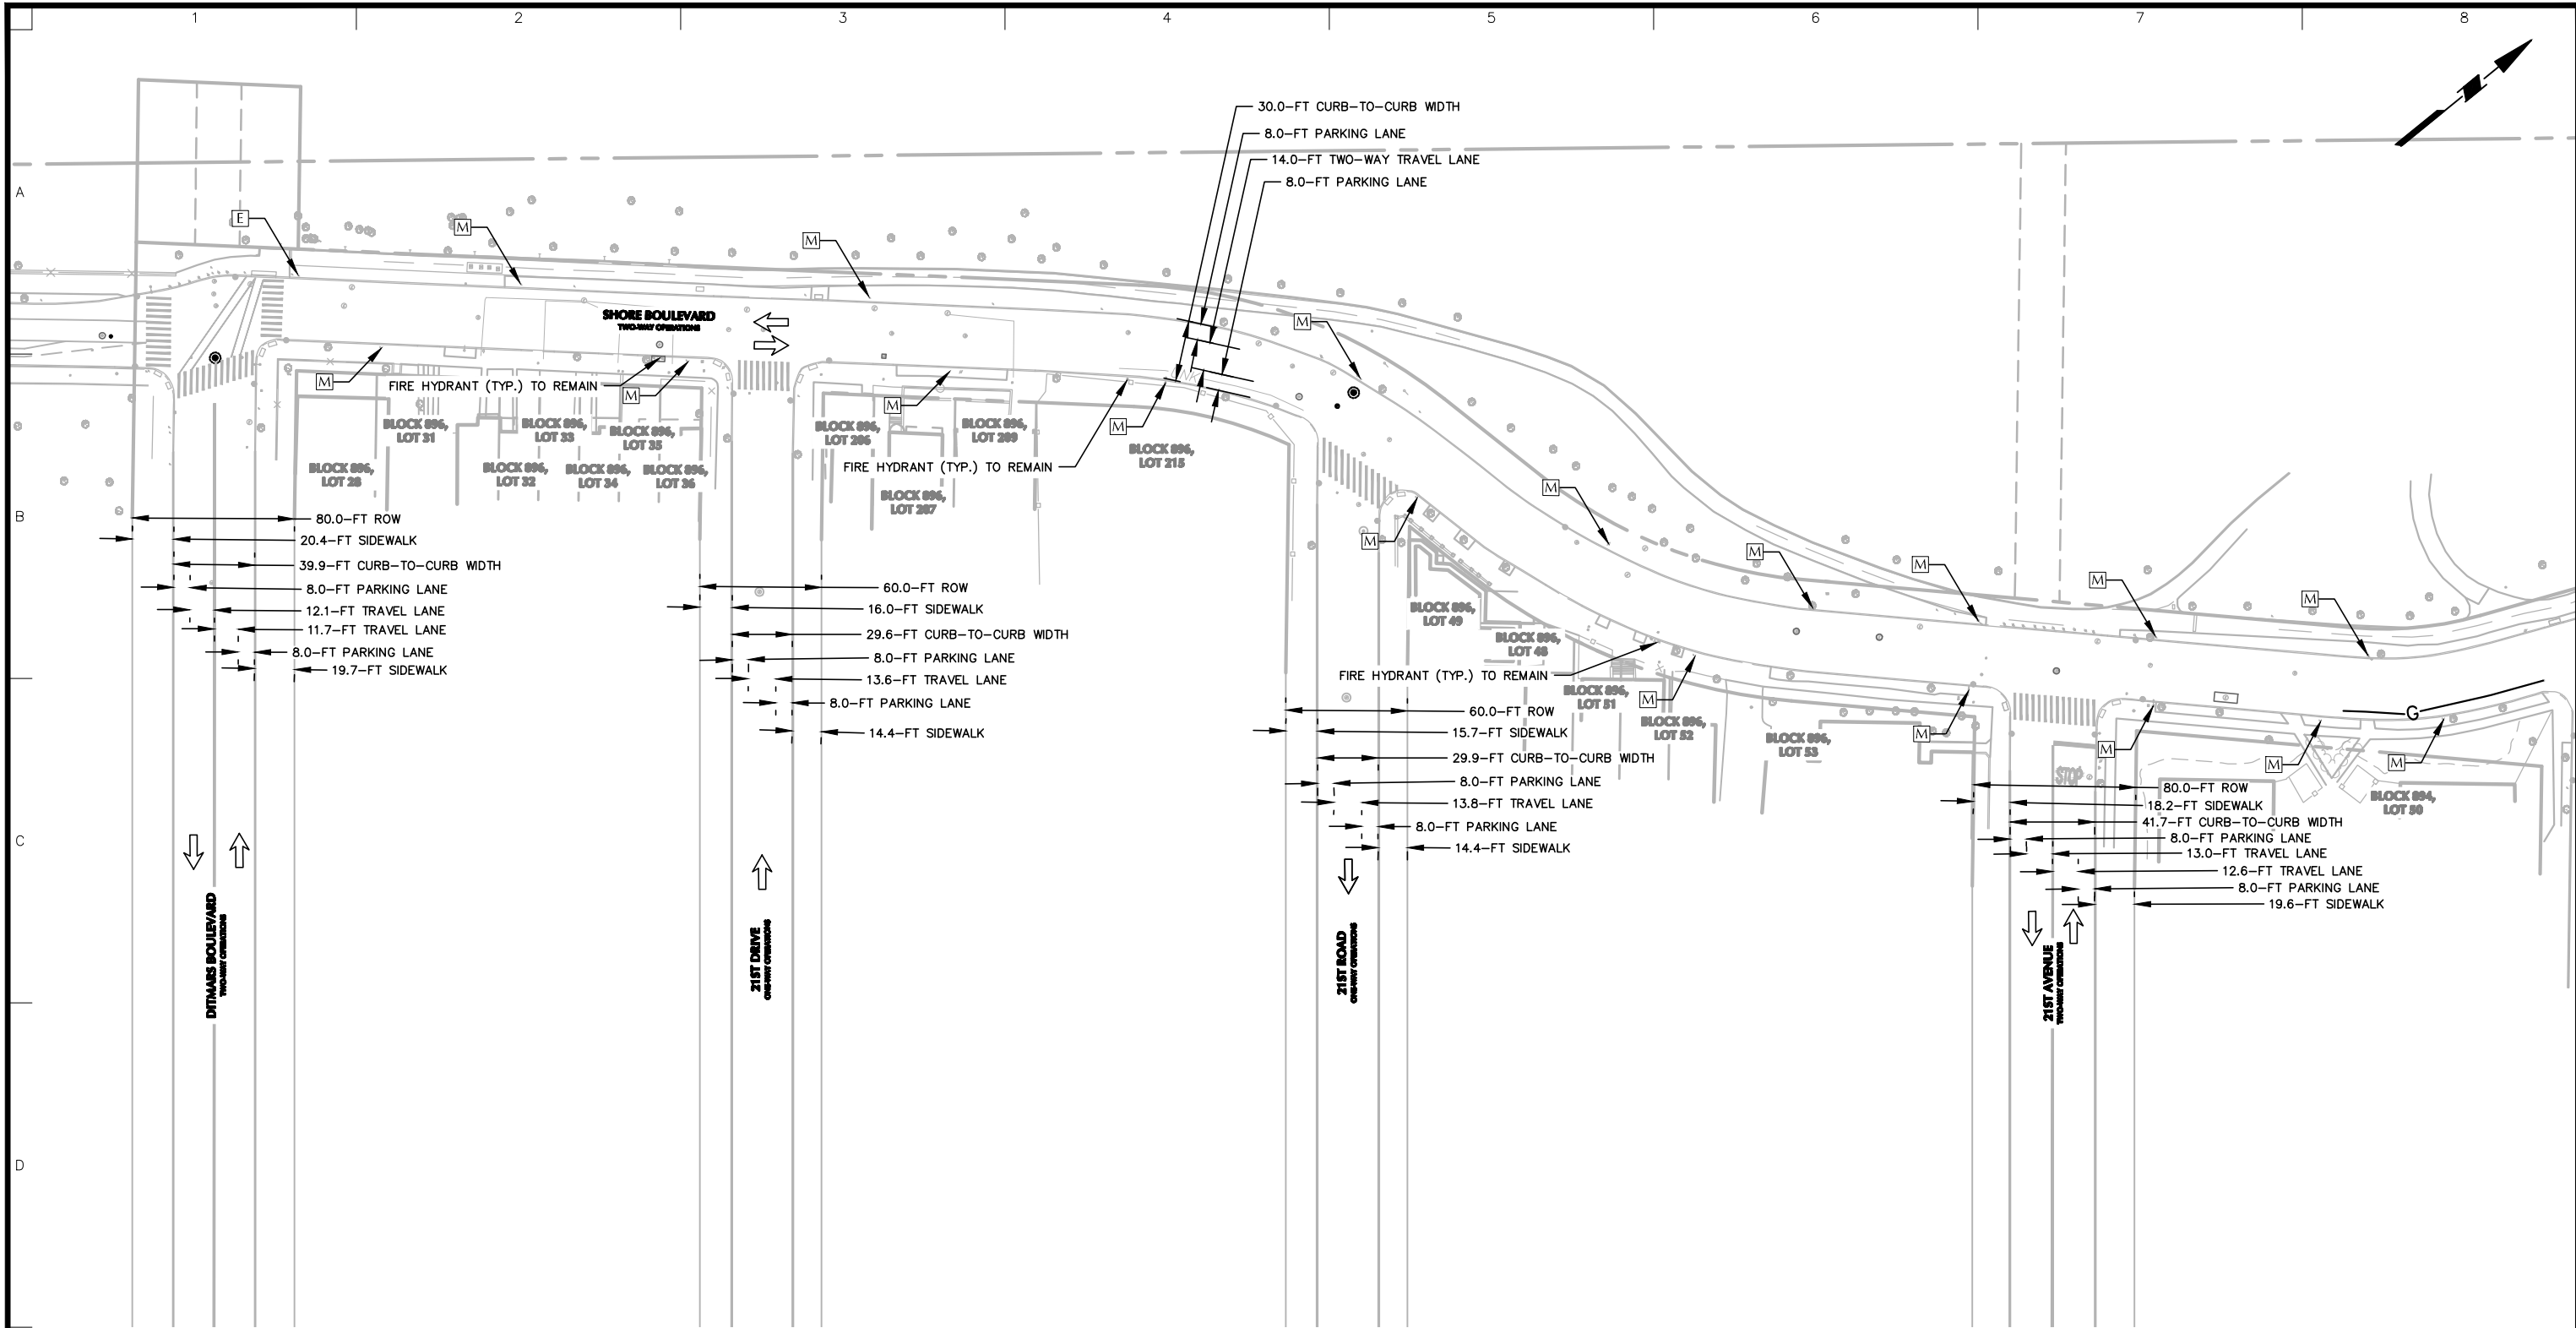 1 2 3 4 5 6 7 8
A
B
C
D
30.0-FT CURB-TO-CURB WIDTH
8.0-FT PARKING LANE
14.0-FT TWO-WAY TRAVEL LANE
8.0-FT PARKING LANE
E
M
M
M
SHORE BOULEVARD
TWO-WAY OPERATIONS
M
FIRE HYDRANT (TYP.) TO REMAIN
M
M
M
BLOCK 896,
LOT 31
BLOCK 896,
LOT 33
BLOCK 896,
LOT 35
BLOCK 896,
LOT 28
BLOCK 896,
LOT 32
BLOCK 896,
LOT 34
BLOCK 896,
LOT 36
BLOCK 896,
LOT 206
BLOCK 896,
LOT 209
BLOCK 896,
LOT 215
FIRE HYDRANT (TYP.) TO REMAIN
BLOCK 896,
LOT 207
80.0-FT ROW
20.4-FT SIDEWALK
39.9-FT CURB-TO-CURB WIDTH
8.0-FT PARKING LANE
12.1-FT TRAVEL LANE
11.7-FT TRAVEL LANE
8.0-FT PARKING LANE
19.7-FT SIDEWALK
60.0-FT ROW
16.0-FT SIDEWALK
29.6-FT CURB-TO-CURB WIDTH
8.0-FT PARKING LANE
13.6-FT TRAVEL LANE
8.0-FT PARKING LANE
14.4-FT SIDEWALK
M
M
M
M
M
M
BLOCK 896,
LOT 49
BLOCK 896,
LOT 48
FIRE HYDRANT (TYP.) TO REMAIN
BLOCK 896,
LOT 51
M
BLOCK 896,
LOT 52
BLOCK 896,
LOT 53
M
M
M
M
G
STOP
BLOCK 894,
LOT 50
60.0-FT ROW
15.7-FT SIDEWALK
29.9-FT CURB-TO-CURB WIDTH
8.0-FT PARKING LANE
13.8-FT TRAVEL LANE
8.0-FT PARKING LANE
14.4-FT SIDEWALK
80.0-FT ROW
18.2-FT SIDEWALK
41.7-FT CURB-TO-CURB WIDTH
8.0-FT PARKING LANE
13.0-FT TRAVEL LANE
12.6-FT TRAVEL LANE
8.0-FT PARKING LANE
19.6-FT SIDEWALK
DITMARS BOULEVARD
TWO-WAY OPERATIONS
21ST DRIVE
ONE-WAY OPERATIONS
21ST ROAD
ONE-WAY OPERATIONS
21ST AVENUE
TWO-WAY OPERATIONS
M